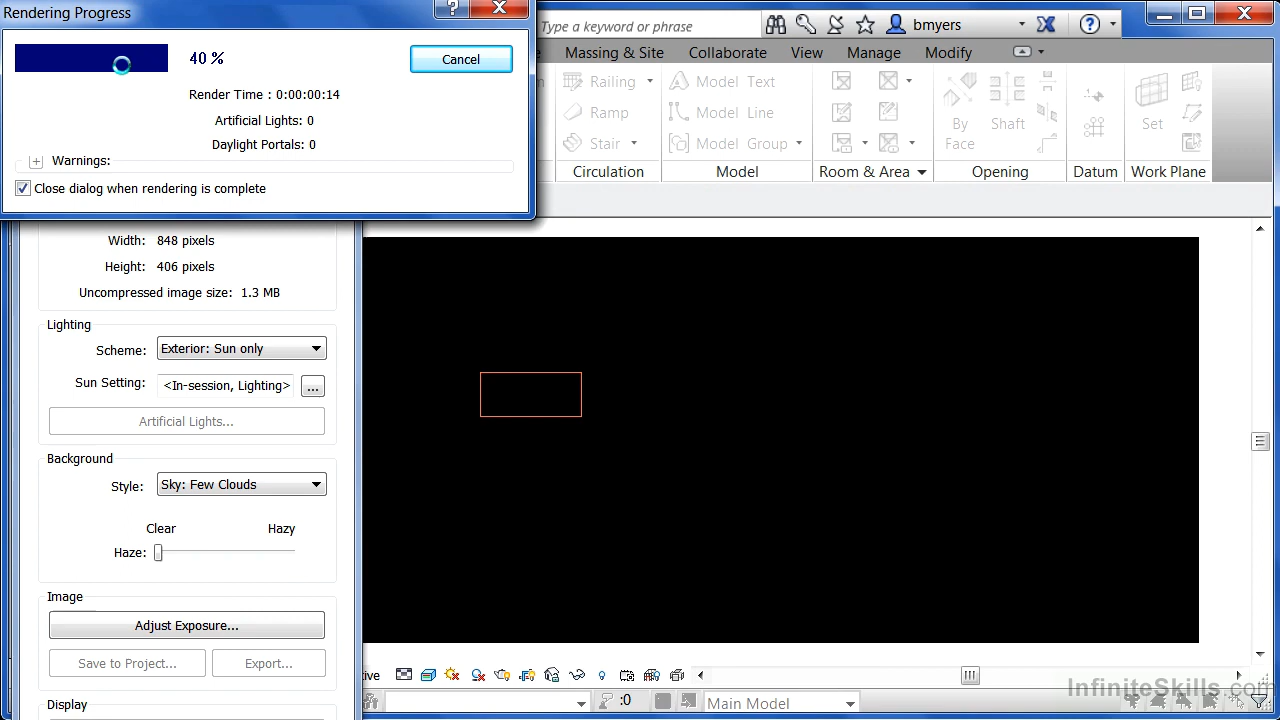 Rendering Progress
40 %
Cancel
Render Time : 0:00:00:14
Artificial Lights: 0
Daylight Portals: 0
Warnings:
Close dialog when rendering is complete
Type a keyword or phrase
bmyers
Massing & Site
Collaborate
View
Manage
Modify
Railing
Ramp
Stair
Circulation
Model Text
Model Line
Model Group
Model
Room & Area
By
Face
Shaft
Opening
Datum
Set
Work Plane
Width: 848 pixels
Height: 406 pixels
Uncompressed image size: 1.3 MB
Lighting
Scheme: Exterior: Sun only
Sun Setting: <In-session, Lighting> ...
Artificial Lights...
Background
Style: Sky: Few Clouds
Clear Hazy
Haze:
Image
Adjust Exposure...
Save to Project... Export...
Display
:0
Main Model
InfiniteSkills.com